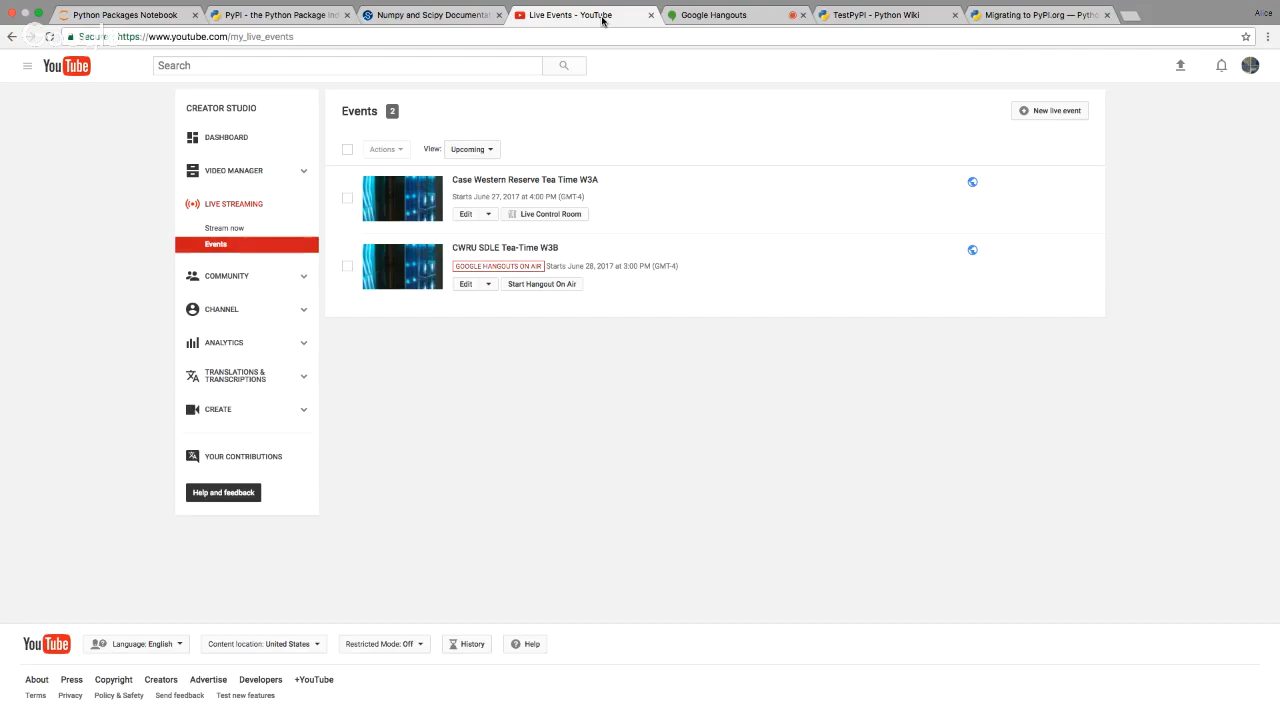 Python Packages Notebook
PyPI - the Python Package Ind
Numpy and Scipy Documentat
Live Events - YouTube
Google Hangouts
TestPyPI - Python Wiki
Migrating to PyPI.org — Pytho
Alice
Secure
https://www.youtube.com/my_live_events
YouTube
Search
CREATOR STUDIO
DASHBOARD
VIDEO MANAGER
LIVE STREAMING
Stream now
Events
COMMUNITY
CHANNEL
ANALYTICS
TRANSLATIONS &
TRANSCRIPTIONS
CREATE
YOUR CONTRIBUTIONS
Help and feedback
Events 2
New live event
Actions
View: Upcoming
Case Western Reserve Tea Time W3A
Starts June 27, 2017 at 4:00 PM (GMT-4)
Edit
Live Control Room
CWRU SDLE Tea-Time W3B
GOOGLE HANGOUTS ON AIR Starts June 28, 2017 at 3:00 PM (GMT-4)
Edit
Start Hangout On Air
YouTube
Language: English
Content location: United States
Restricted Mode: Off
History
Help
About Press Copyright Creators Advertise Developers +YouTube
Terms Privacy Policy & Safety Send feedback Test new features